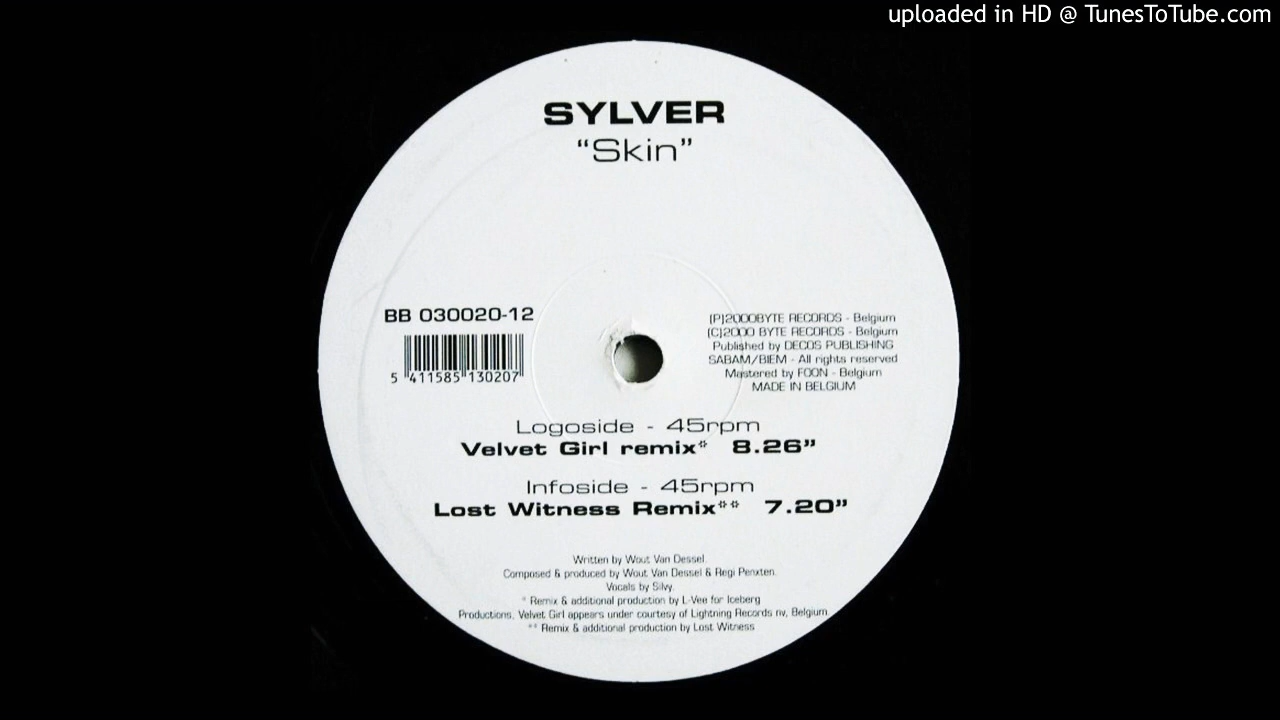 uploaded in HD @ TunesToTube.com
SYLVER
“Skin”
BB 030020-12
5 411585 130207
(P)2000BYTE RECORDS - Belgium
(C)2000 BYTE RECORDS - Belgium
Published by DECOS PUBLISHING
SABAM/BIEM - All rights reserved
Mastered by FOON - Belgium
MADE IN BELGIUM
Logoside - 45rpm
Velvet Girl remix* 8.26”
Infoside - 45rpm
Lost Witness Remix** 7.20”
Written by Wout Van Dessel.
Composed & produced by Wout Van Dessel & Regi Penxten.
Vocals by Silvy.
* Remix & additional production by L-Vee for Iceberg
Productions, Velvet Girl appears under courtesy of Lightning Records nv, Belgium.
** Remix & additional production by Lost Witness